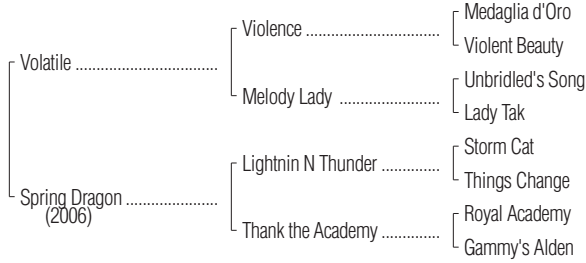 Medaglia d'Oro
Violence ..............................
Violent Beauty
Volatile ................................
Unbridled's Song
Melody Lady ......................
Lady Tak
Storm Cat
Lightnin N Thunder .............
Things Change
Spring Dragon ....................
(2006)
Royal Academy
Thank the Academy .............
Gammy's Alden